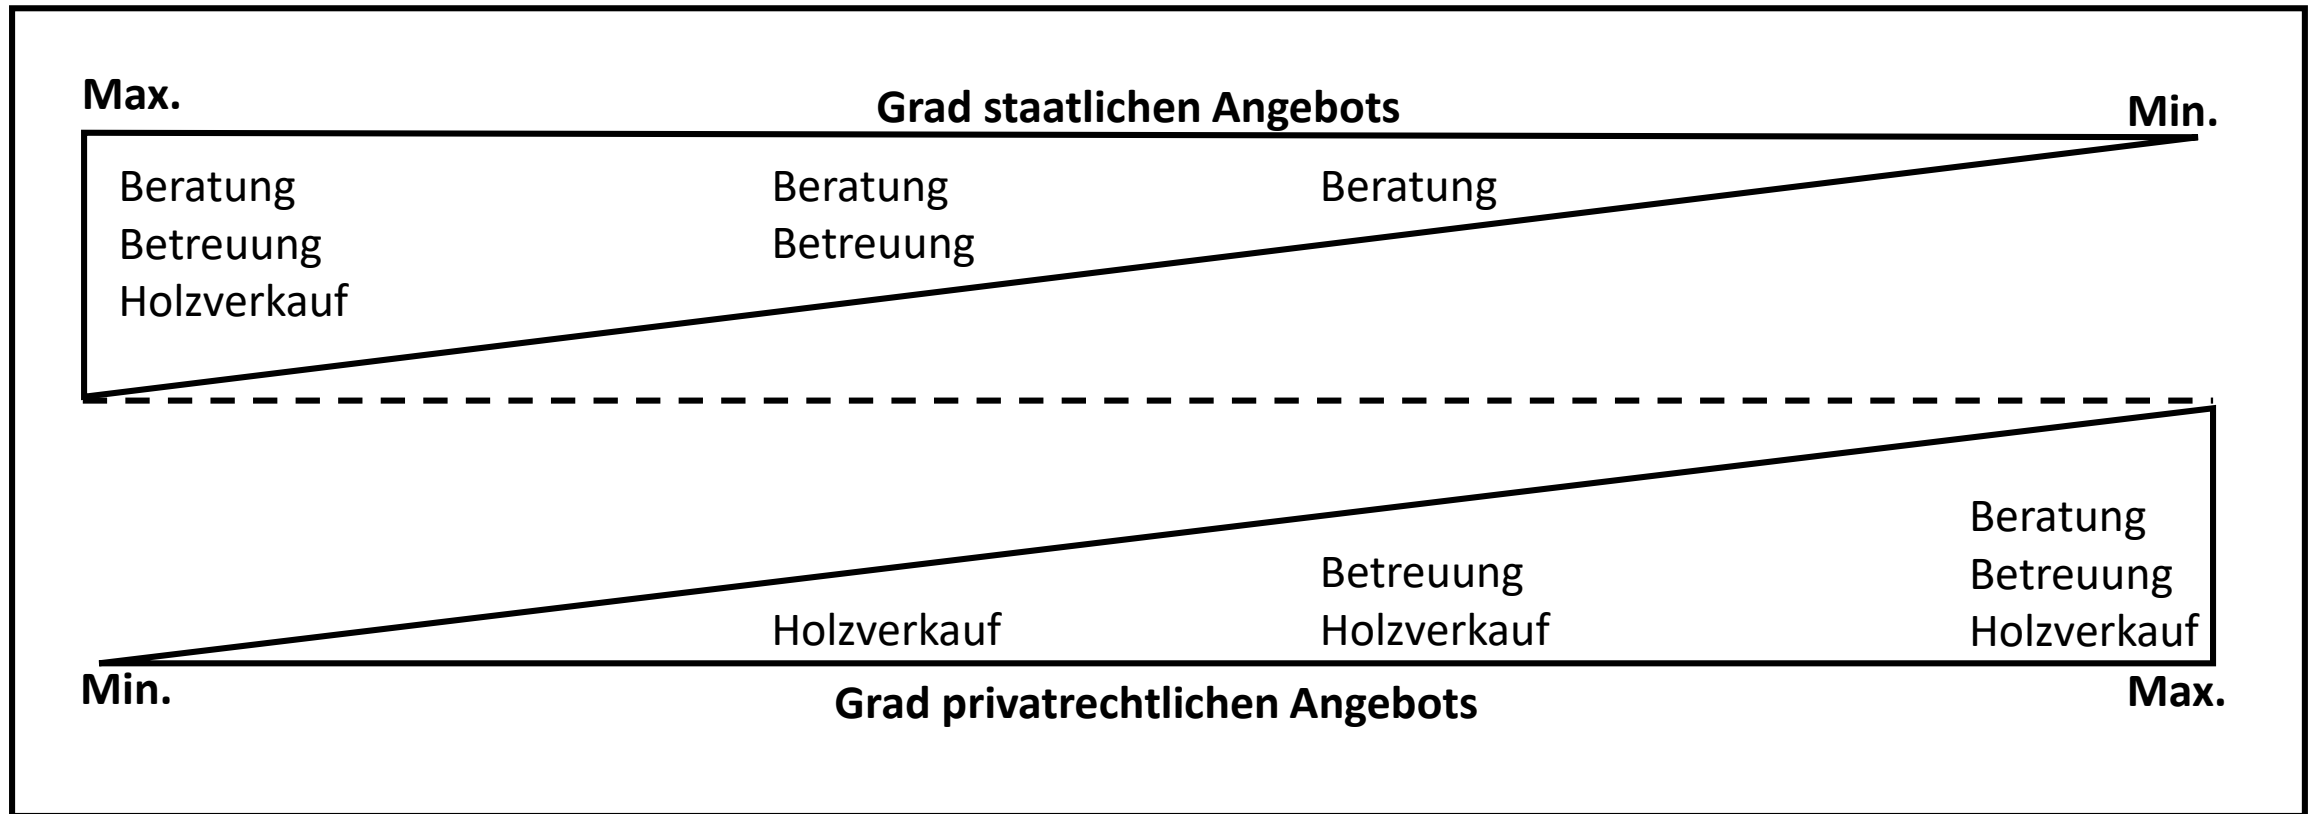 Max.
Grad staatlichen Angebots
Min.
Beratung
Betreuung
Holzverkauf
Beratung
Betreuung
Beratung
Holzverkauf
Betreuung
Holzverkauf
Beratung
Betreuung
Holzverkauf
Min.
Grad privatrechtlichen Angebots
Max.